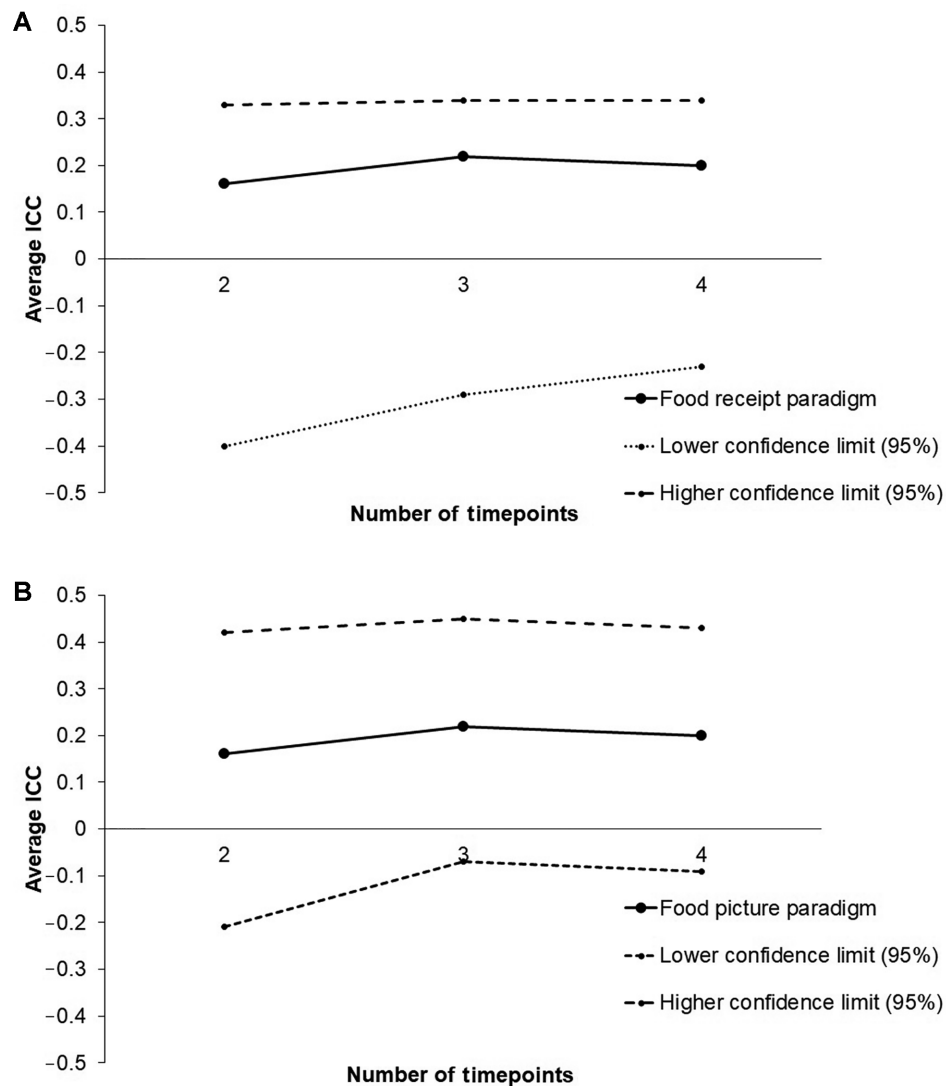 A
0.5
0.4
0.3
0.2
0.1
0
−0.1
−0.2
−0.3
−0.4
−0.5
Average ICC
2 3 4
Food receipt paradigm
Lower confidence limit (95%)
Higher confidence limit (95%)
Number of timepoints
B
0.5
0.4
0.3
0.2
0.1
0
−0.1
−0.2
−0.3
−0.4
−0.5
Average ICC
2 3 4
Food picture paradigm
Lower confidence limit (95%)
Higher confidence limit (95%)
Number of timepoints